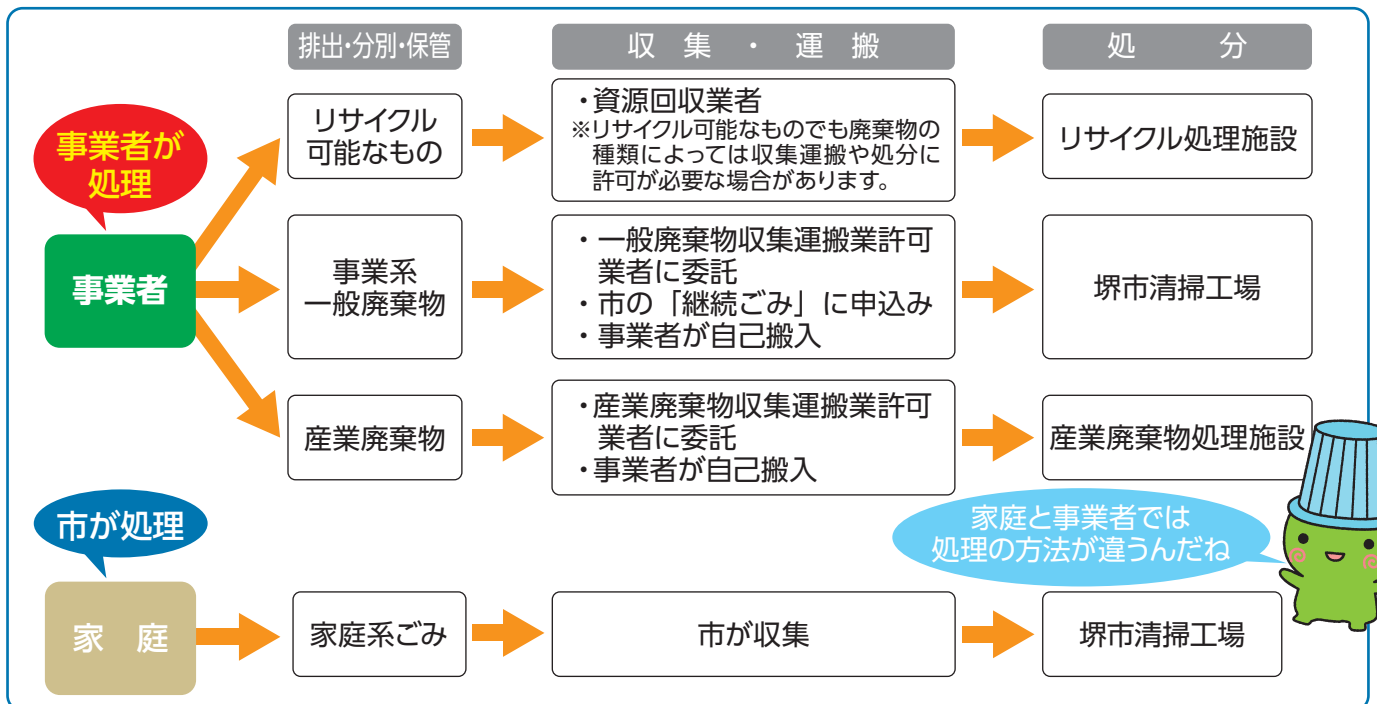 排出・分別・保管
収集・運搬
処分
事業者が
処理
事業者
リサイクル
可能なもの
・資源回収業者
※リサイクル可能なものでも廃棄物の
種類によっては収集運搬や処分に
許可が必要な場合があります。
リサイクル処理施設
事業系
一般廃棄物
・一般廃棄物収集運搬業許可
業者に委託
・市の「継続ごみ」に申込み
・事業者が自己搬入
堺市清掃工場
産業廃棄物
・産業廃棄物収集運搬業許可
業者に委託
・事業者が自己搬入
産業廃棄物処理施設
市が処理
家庭と事業者では
処理の方法が違うんだね
家庭
家庭系ごみ
市が収集
堺市清掃工場